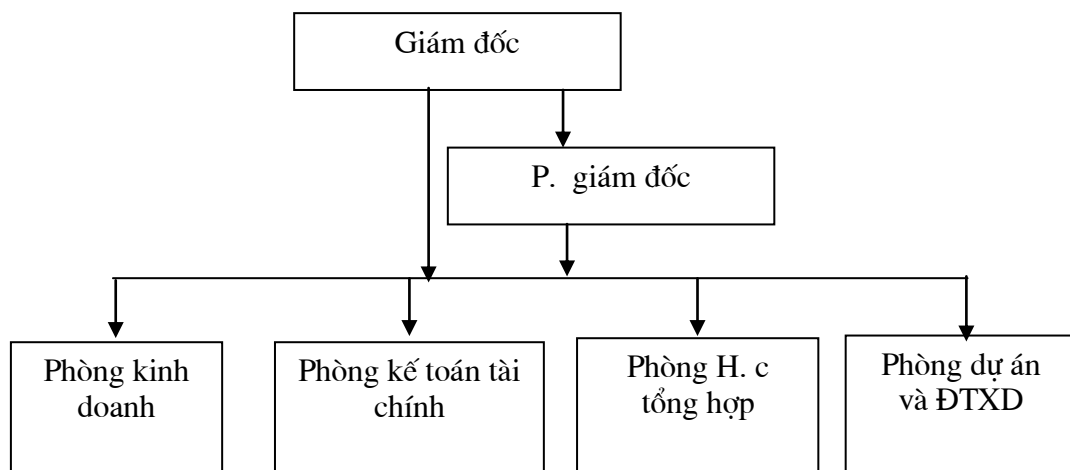 Giám đốc
P. giám đốc
Phòng kinh
doanh
Phòng kế toán tài
chính
Phòng H. c
tổng hợp
Phòng dự án
và ĐTXD